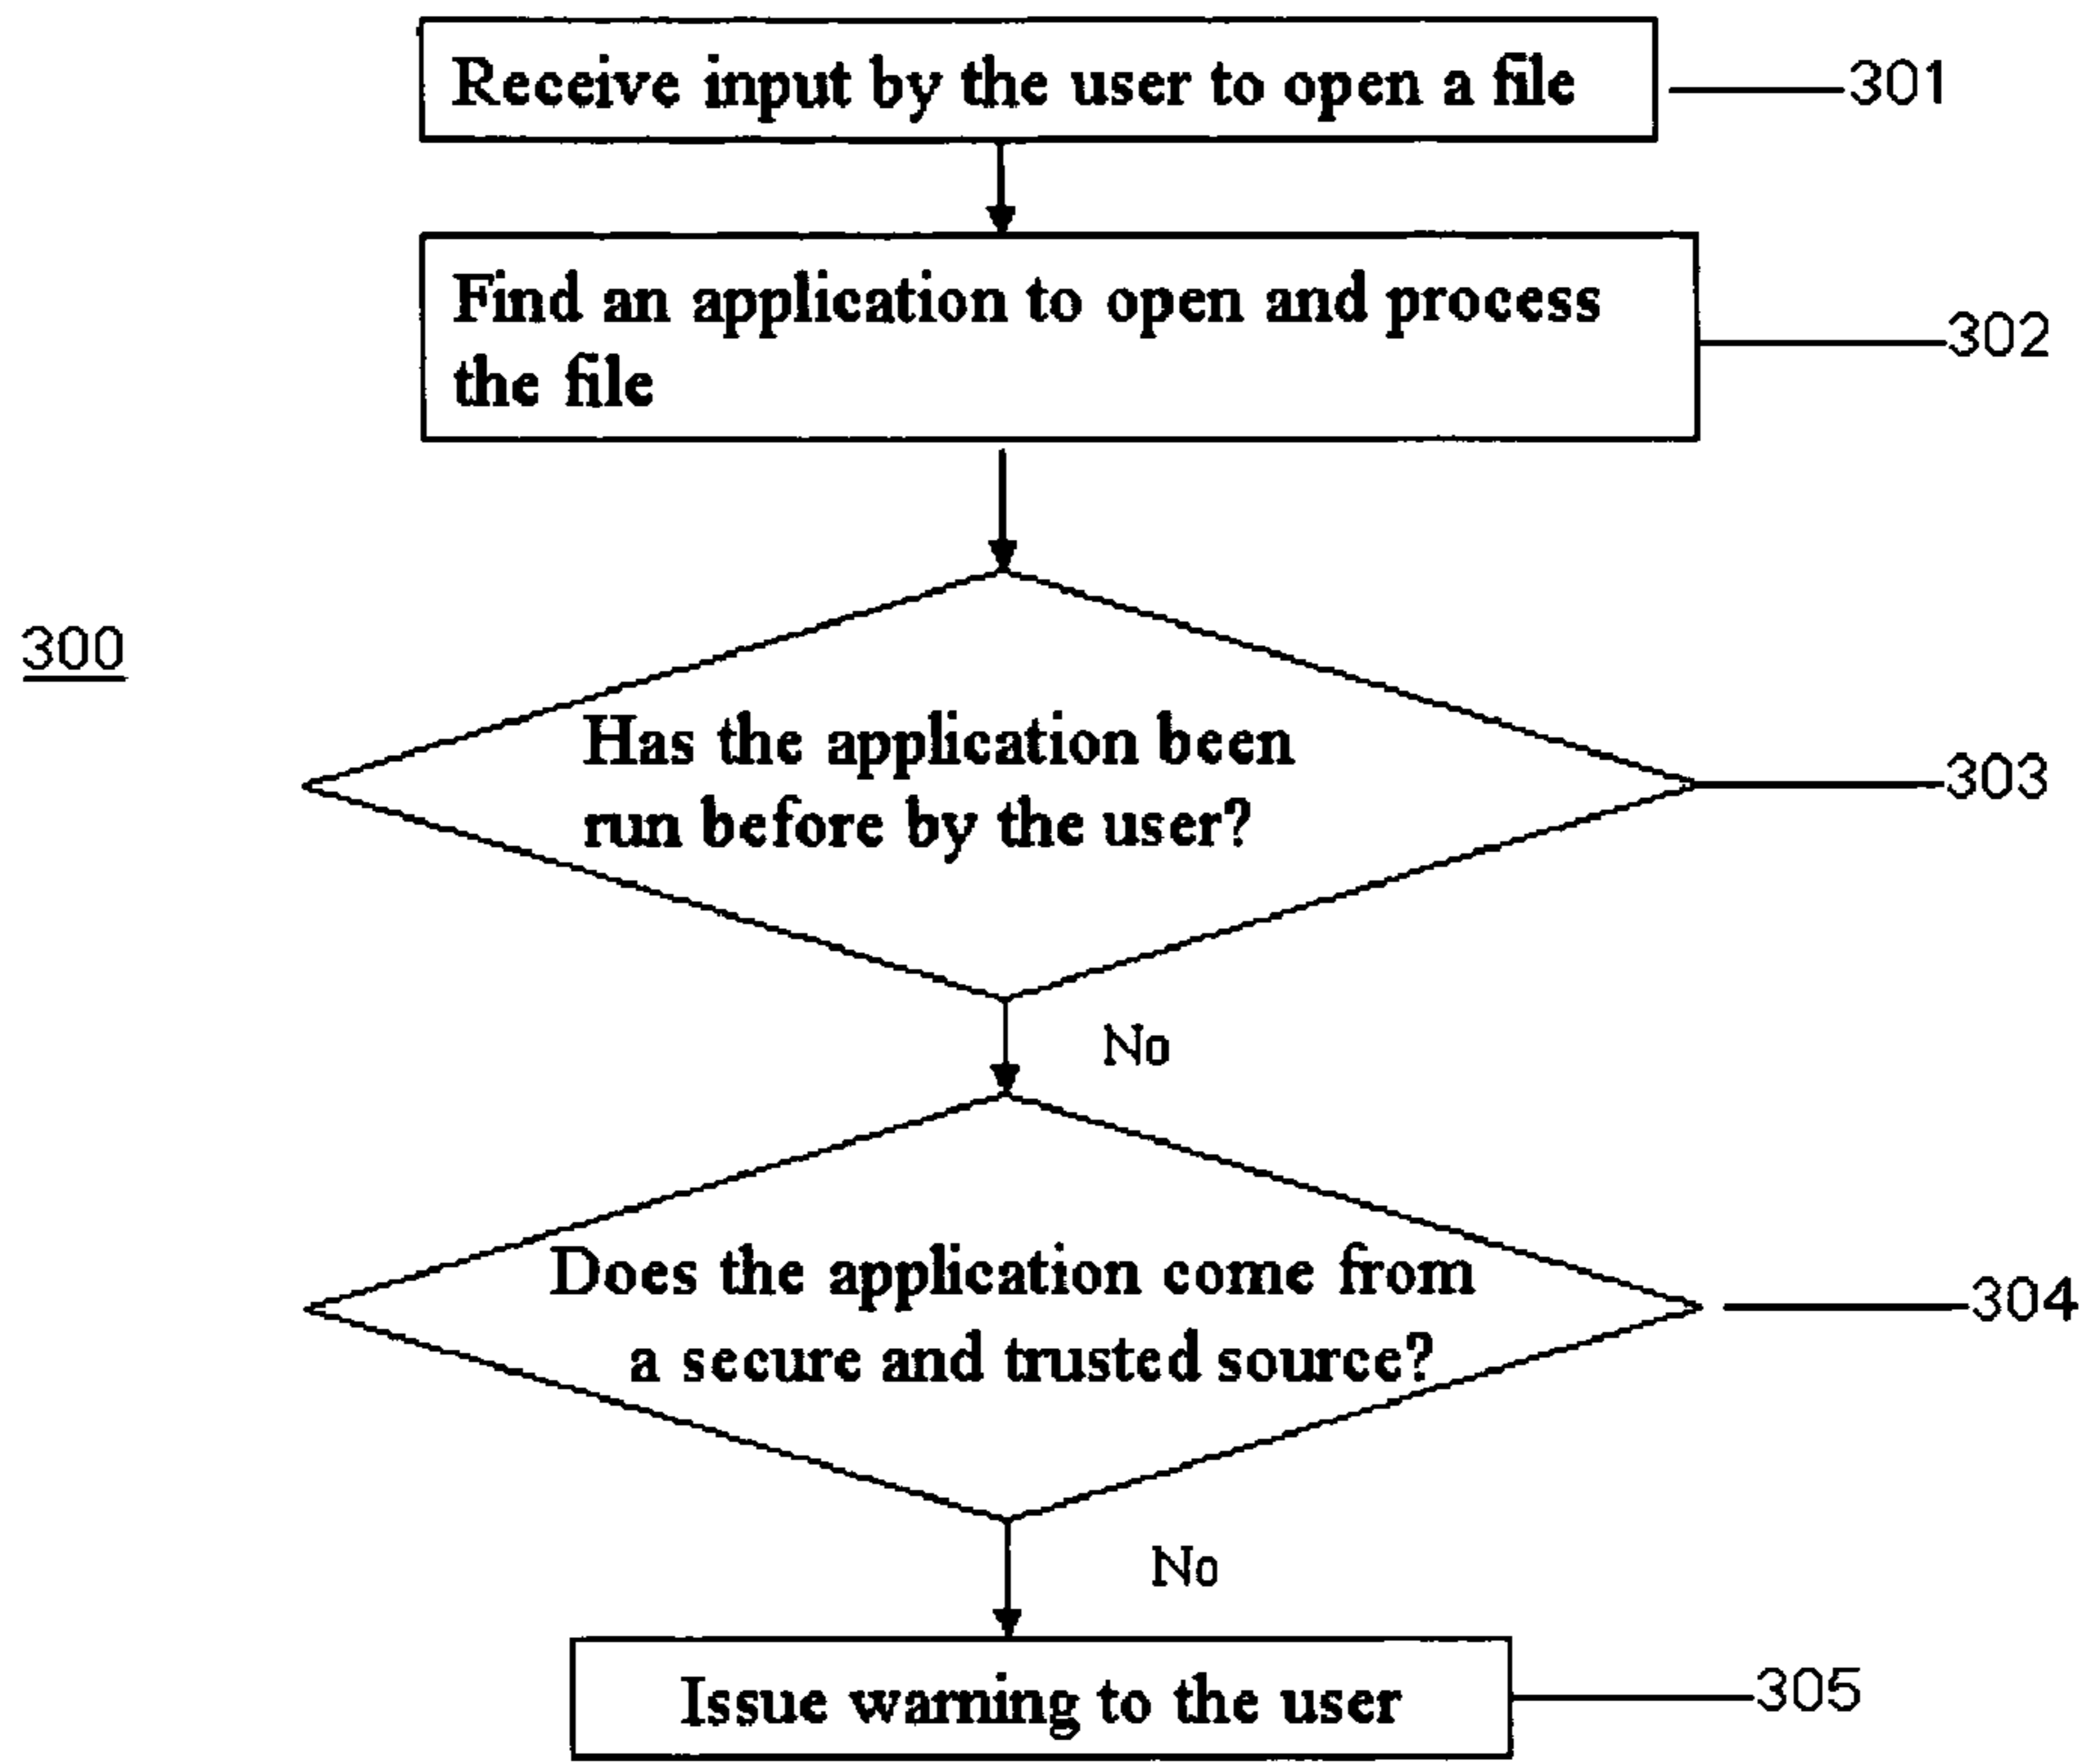 Receive input by the user to open a file
301
Find an application to open and process
the file
302
300
Has the application been
run before by the user?
303
No
Does the application come from
a secure and trusted source?
304
No
Issue warning to the user
305